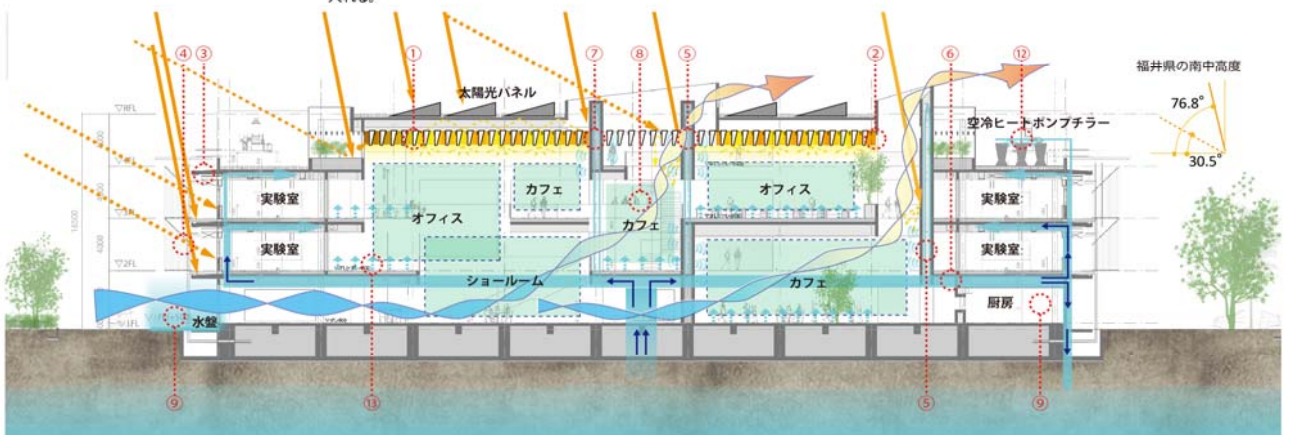 ④ ③ ① ⑦ ⑧ ⑤ ② ⑥ ⑫
福井県の南中高度
76.8°
30.5°
太陽光パネル
空冷ヒートポンプチラー
▽RFL
実験室
オフィス
カフェ
カフェ
オフィス
実験室
実験室
ショールーム
カフェ
実験室
▽2FL
厨房
水盤
▽1FL
⑨ ⑬ ⑤ ⑨